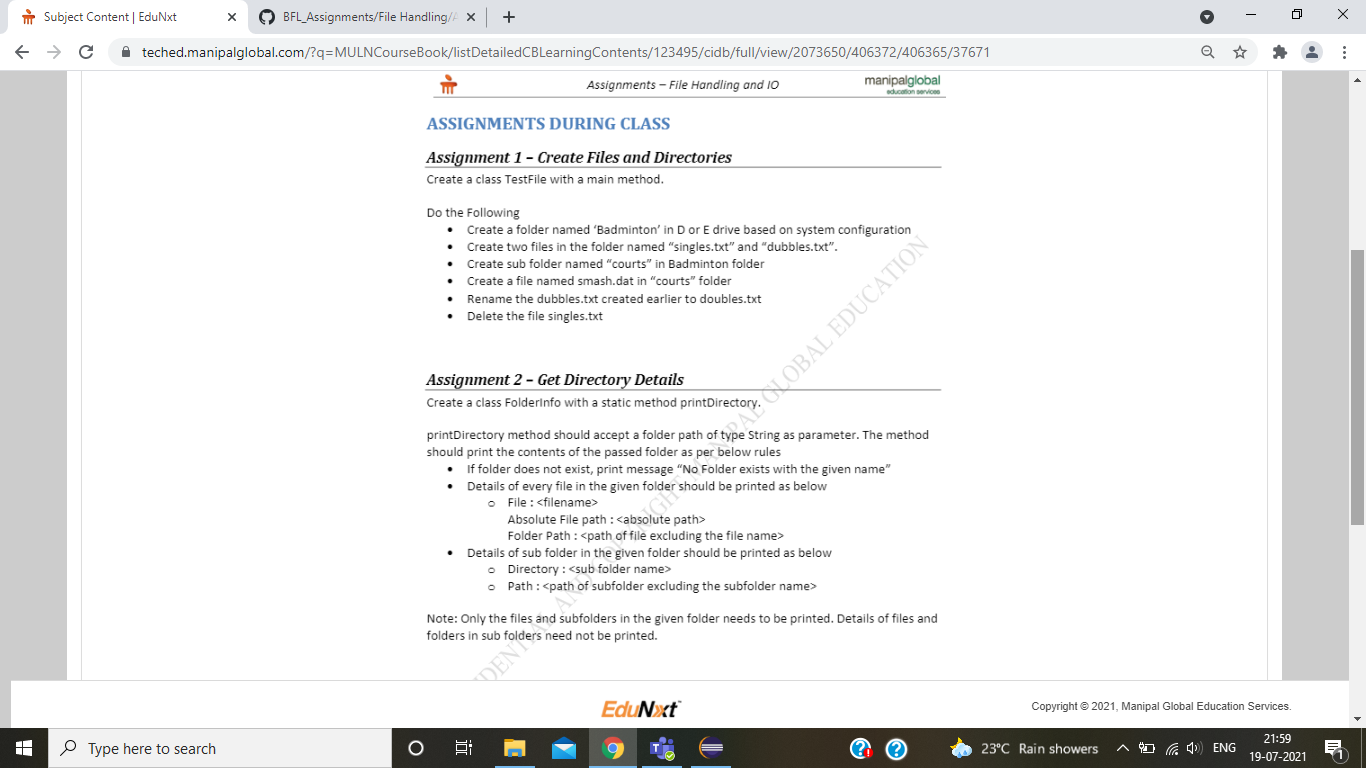 Subject Content | EduNxt
BFL_Assignments/File Handling/A
teched.manipalglobal.com/?q=MULNCourseBook/listDetailedCBLearningContents/123495/cidb/full/view/2073650/406372/406365/37671
Assignments – File Handling and IO
manipalglobal
education services
ASSIGNMENTS DURING CLASS
Assignment 1 – Create Files and Directories
Create a class TestFile with a main method.
Do the Following
• Create a folder named ‘Badminton’ in D or E drive based on system configuration
• Create two files in the folder named “singles.txt” and “dubbles.txt”.
• Create sub folder named “courts” in Badminton folder
• Create a file named smash.dat in “courts” folder
• Rename the dubbles.txt created earlier to doubles.txt
• Delete the file singles.txt
Assignment 2 – Get Directory Details
Create a class FolderInfo with a static method printDirectory.
printDirectory method should accept a folder path of type String as parameter. The method
should print the contents of the passed folder as per below rules
• If folder does not exist, print message “No Folder exists with the given name”
• Details of every file in the given folder should be printed as below
o File : <filename>
Absolute File path : <absolute path>
Folder Path : <path of file excluding the file name>
• Details of sub folder in the given folder should be printed as below
o Directory : <sub folder name>
o Path : <path of subfolder excluding the subfolder name>
Note: Only the files and subfolders in the given folder needs to be printed. Details of files and
folders in sub folders need not be printed.
EduNxt
Copyright © 2021, Manipal Global Education Services.
Type here to search
23°C Rain showers
ENG
21:59
19-07-2021
1